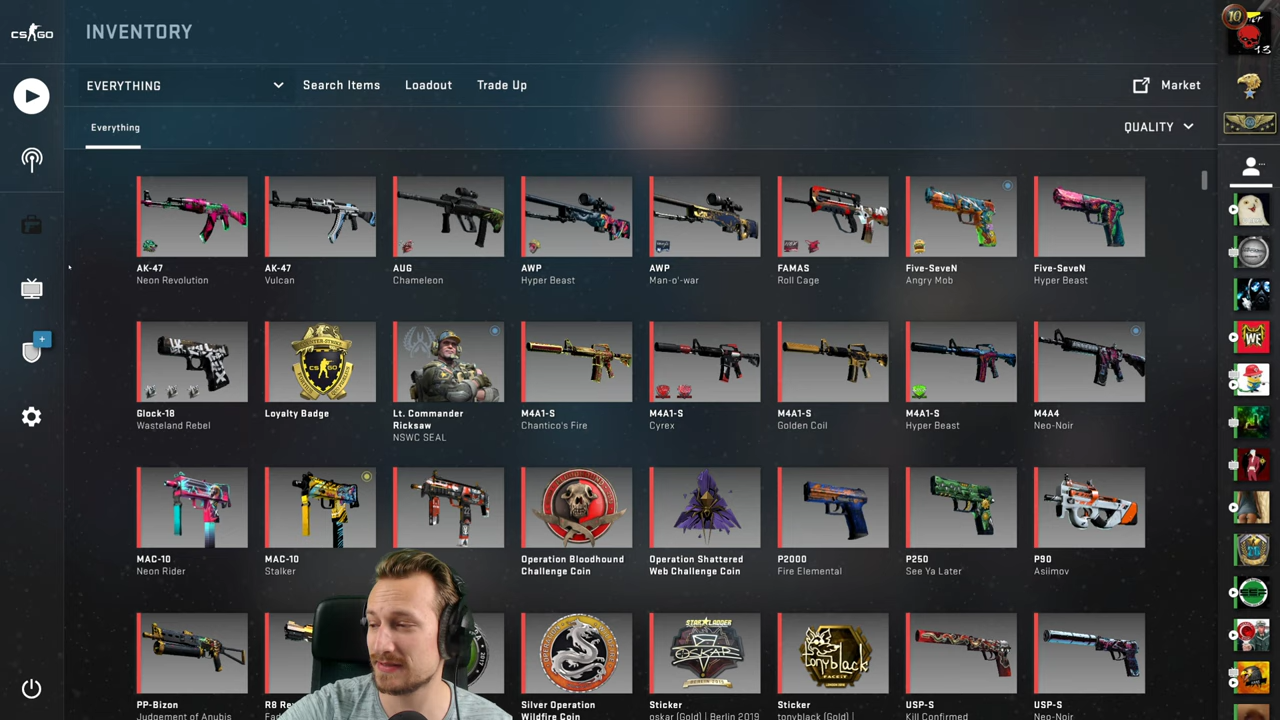 CS GO
INVENTORY
10
13
EVERYTHING
Search Items
Loadout
Trade Up
Market
Everything
QUALITY
AK-47
Neon Revolution
AK-47
Vulcan
AUG
Chameleon
AWP
Hyper Beast
AWP
Man-o'-war
FAMAS
Roll Cage
Five-SeveN
Angry Mob
Five-SeveN
Hyper Beast
Glock-18
Wasteland Rebel
Loyalty Badge
Lt. Commander
Ricksaw
NSWC SEAL
M4A1-S
Chantico's Fire
M4A1-S
Cyrex
M4A1-S
Golden Coil
M4A1-S
Hyper Beast
M4A4
Neo-Noir
MAC-10
Neon Rider
MAC-10
Stalker
Operation Bloodhound
Challenge Coin
Operation Shattered
Web Challenge Coin
P2000
Fire Elemental
P250
See Ya Later
P90
Asiimov
PP-Bizon
Judgement of Anubis
R8 Re
Fad
Silver Operation
Wildfire Coin
Sticker
oskar (Gold) | Berlin 2019
Sticker
tonyblack (Gold) |
USP-S
Kill Confirmed
USP-S
Neo-Noir